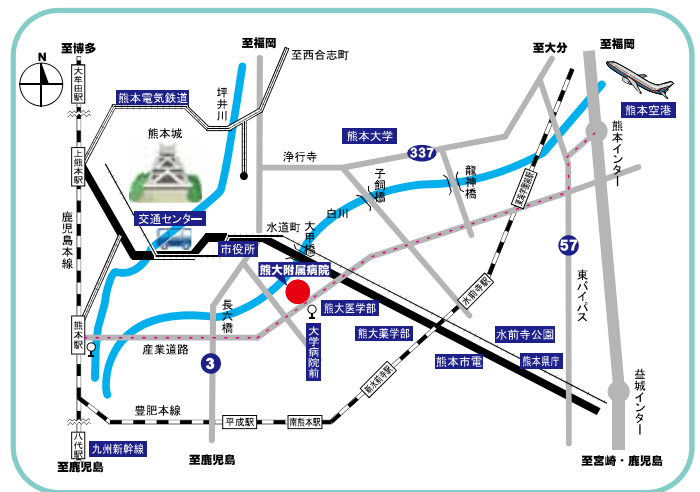 至博多
至福岡
至西合志町
至大分
至福岡
N
大牟田駅
熊本電気鉄道
坪井川
熊本空港
熊本城
熊本大学
熊本インター
337
浄行寺
上熊本駅
子飼橋
龍神橋
交通センター
白川
水道町
大甲橋
鹿児島本線
市役所
57
熊大附属病院
東バイパス
水前寺駅
長六橋
熊大医学部
熊本駅
大学病院前
熊大薬学部
水前寺公園
産業道路
3
熊本市電
熊本県庁
新水前寺駅
益城インター
豊肥本線
平成駅
南熊本駅
八代駅
九州新幹線
至鹿児島
至鹿児島
至宮崎・鹿児島